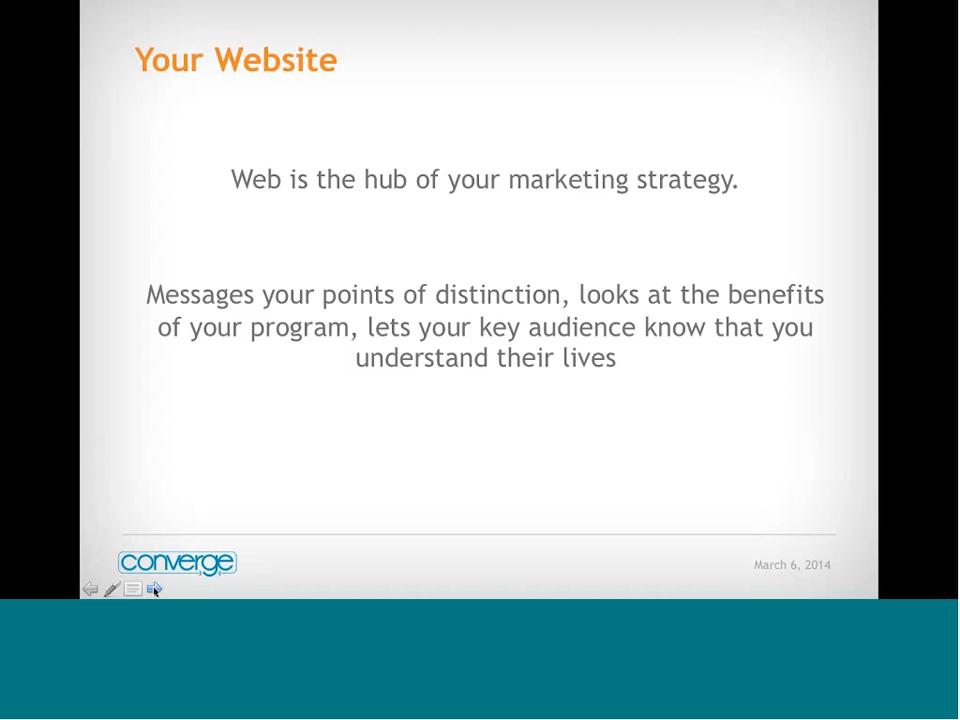 Your Website
Web is the hub of your marketing strategy.
Messages your points of distinction, looks at the benefits
of your program, lets your key audience know that you
understand their lives
converge
March 6, 2014